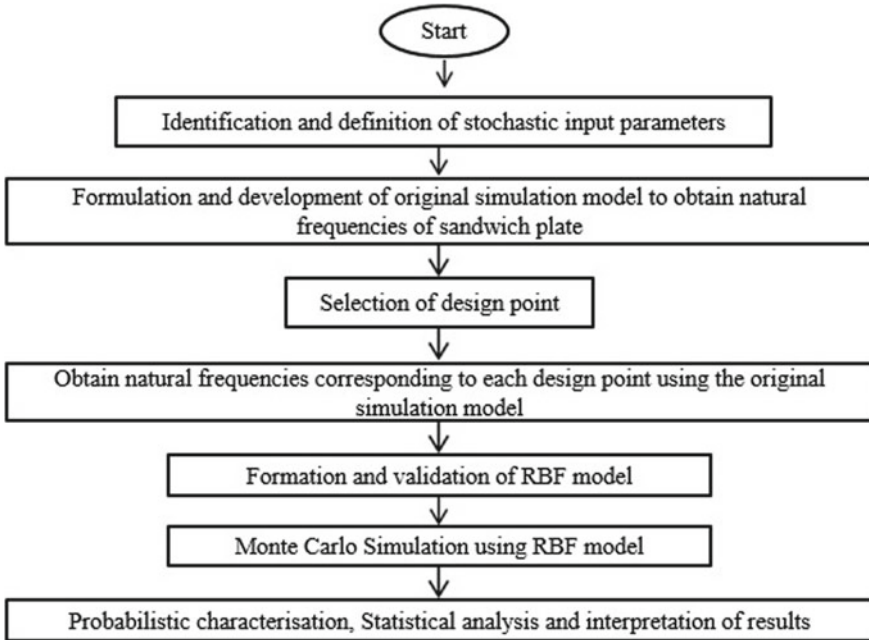 Start
Identification and definition of stochastic input parameters
Formulation and development of original simulation model to obtain natural
frequencies of sandwich plate
Selection of design point
Obtain natural frequencies corresponding to each design point using the original
simulation model
Formation and validation of RBF model
Monte Carlo Simulation using RBF model
Probabilistic characterisation, Statistical analysis and interpretation of results